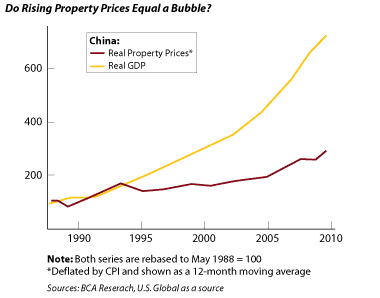 Do Rising Property Prices Equal a Bubble?
China:
Real Property Prices*
Real GDP
600
400
200
1990
1995
2000
2005
2010
Note: Both series are rebased to May 1988 = 100
*Deflated by CPI and shown as a 12-month moving average
Sources: BCA Reserach, U.S. Global as a source